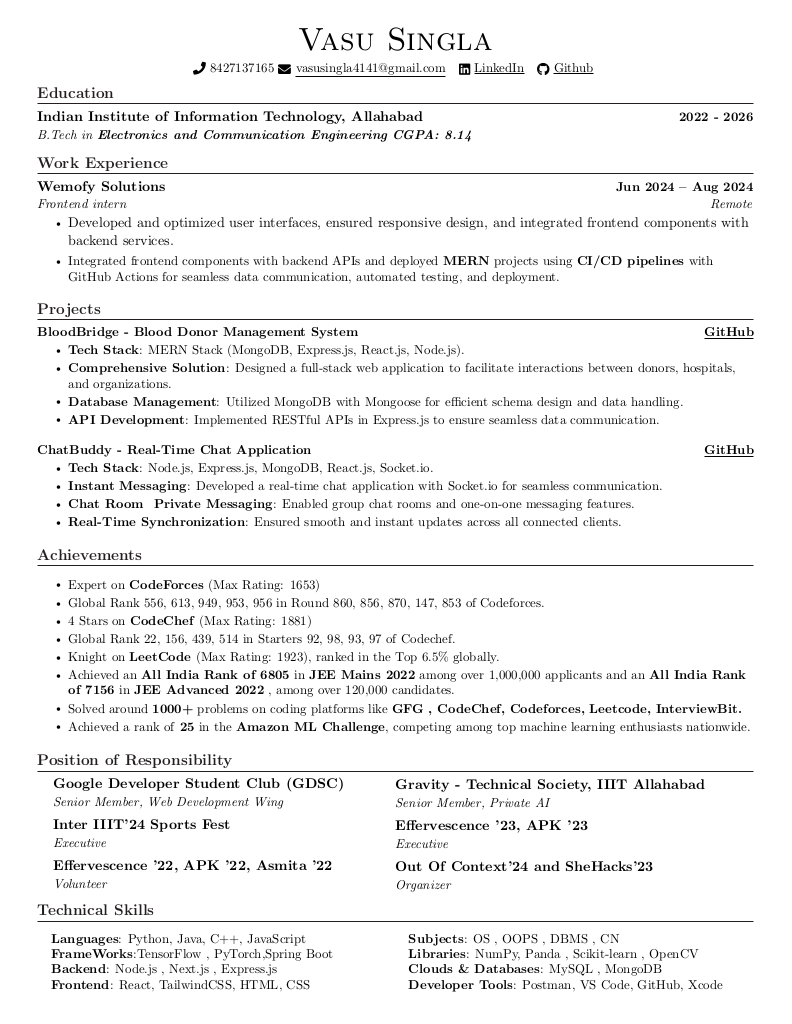 Vasu Singla
8427137165 vasusingla4141@gmail.com LinkedIn Github
Education
Indian Institute of Information Technology, Allahabad 2022 - 2026
B.Tech in Electronics and Communication Engineering CGPA: 8.14
Work Experience
Wemofy Solutions Jun 2024 – Aug 2024
Frontend intern Remote
• Developed and optimized user interfaces, ensured responsive design, and integrated frontend components with
backend services.
• Integrated frontend components with backend APIs and deployed MERN projects using CI/CD pipelines with
GitHub Actions for seamless data communication, automated testing, and deployment.
Projects
BloodBridge - Blood Donor Management System GitHub
• Tech Stack: MERN Stack (MongoDB, Express.js, React.js, Node.js).
• Comprehensive Solution: Designed a full-stack web application to facilitate interactions between donors, hospitals,
and organizations.
• Database Management: Utilized MongoDB with Mongoose for efficient schema design and data handling.
• API Development: Implemented RESTful APIs in Express.js to ensure seamless data communication.
ChatBuddy - Real-Time Chat Application GitHub
• Tech Stack: Node.js, Express.js, MongoDB, React.js, Socket.io.
• Instant Messaging: Developed a real-time chat application with Socket.io for seamless communication.
• Chat Room Private Messaging: Enabled group chat rooms and one-on-one messaging features.
• Real-Time Synchronization: Ensured smooth and instant updates across all connected clients.
Achievements
• Expert on CodeForces (Max Rating: 1653)
• Global Rank 556, 613, 949, 953, 956 in Round 860, 856, 870, 147, 853 of Codeforces.
• 4 Stars on CodeChef (Max Rating: 1881)
• Global Rank 22, 156, 439, 514 in Starters 92, 98, 93, 97 of Codechef.
• Knight on LeetCode (Max Rating: 1923), ranked in the Top 6.5% globally.
• Achieved an All India Rank of 6805 in JEE Mains 2022 among over 1,000,000 applicants and an All India Rank
of 7156 in JEE Advanced 2022 , among over 120,000 candidates.
• Solved around 1000+ problems on coding platforms like GFG , CodeChef, Codeforces, Leetcode, InterviewBit.
• Achieved a rank of 25 in the Amazon ML Challenge, competing among top machine learning enthusiasts nationwide.
Position of Responsibility
Google Developer Student Club (GDSC)
Senior Member, Web Development Wing
Inter IIIT'24 Sports Fest
Executive
Effervescence '22, APK '22, Asmita '22
Volunteer
Gravity - Technical Society, IIIT Allahabad
Senior Member, Private AI
Effervescence '23, APK '23
Executive
Out Of Context'24 and SheHacks'23
Organizer
Technical Skills
Languages: Python, Java, C++, JavaScript
FrameWorks:TensorFlow , PyTorch,Spring Boot
Backend: Node.js , Next.js , Express.js
Frontend: React, TailwindCSS, HTML, CSS
Subjects: OS , OOPS , DBMS , CN
Libraries: NumPy, Panda , Scikit-learn , OpenCV
Clouds & Databases: MySQL , MongoDB
Developer Tools: Postman, VS Code, GitHub, Xcode